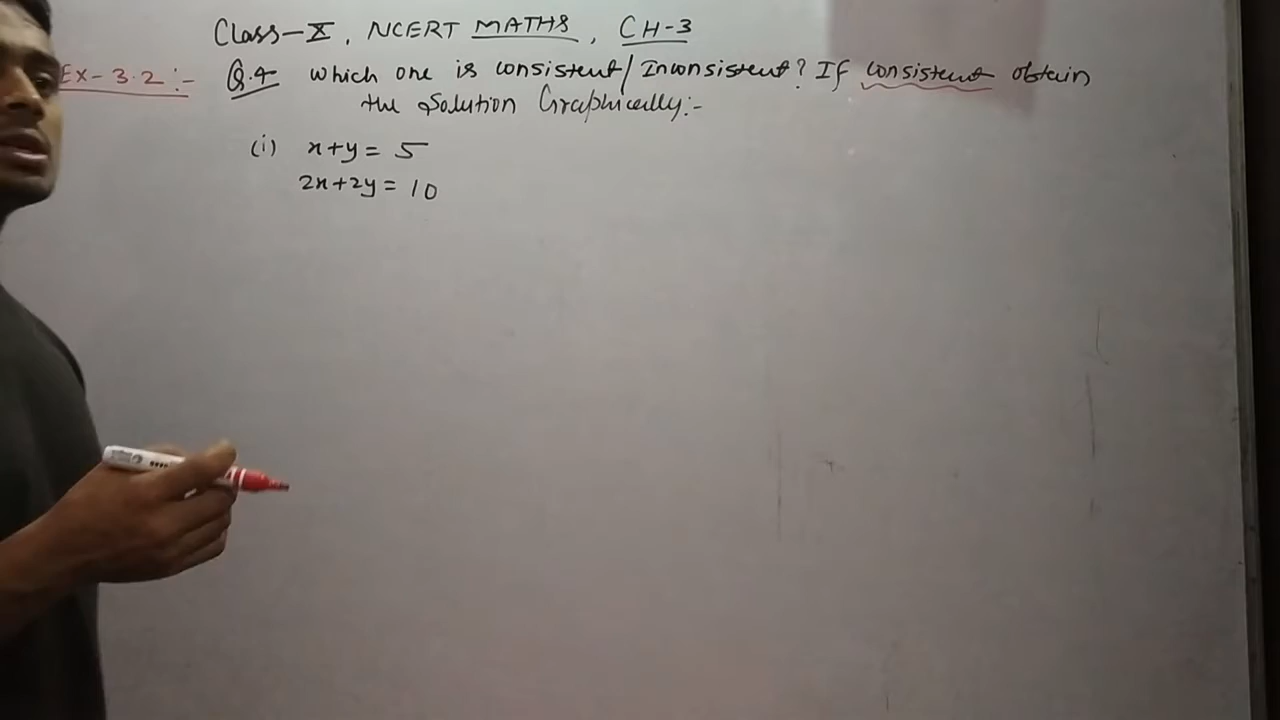 Class-X, NCERT MATHS, CH-3
EX-3.2:- Q.4 which one is consistent/Inconsistent? If consistent obtain
the Solution Graphically:-
(i) x+y = 5
2x+2y = 10